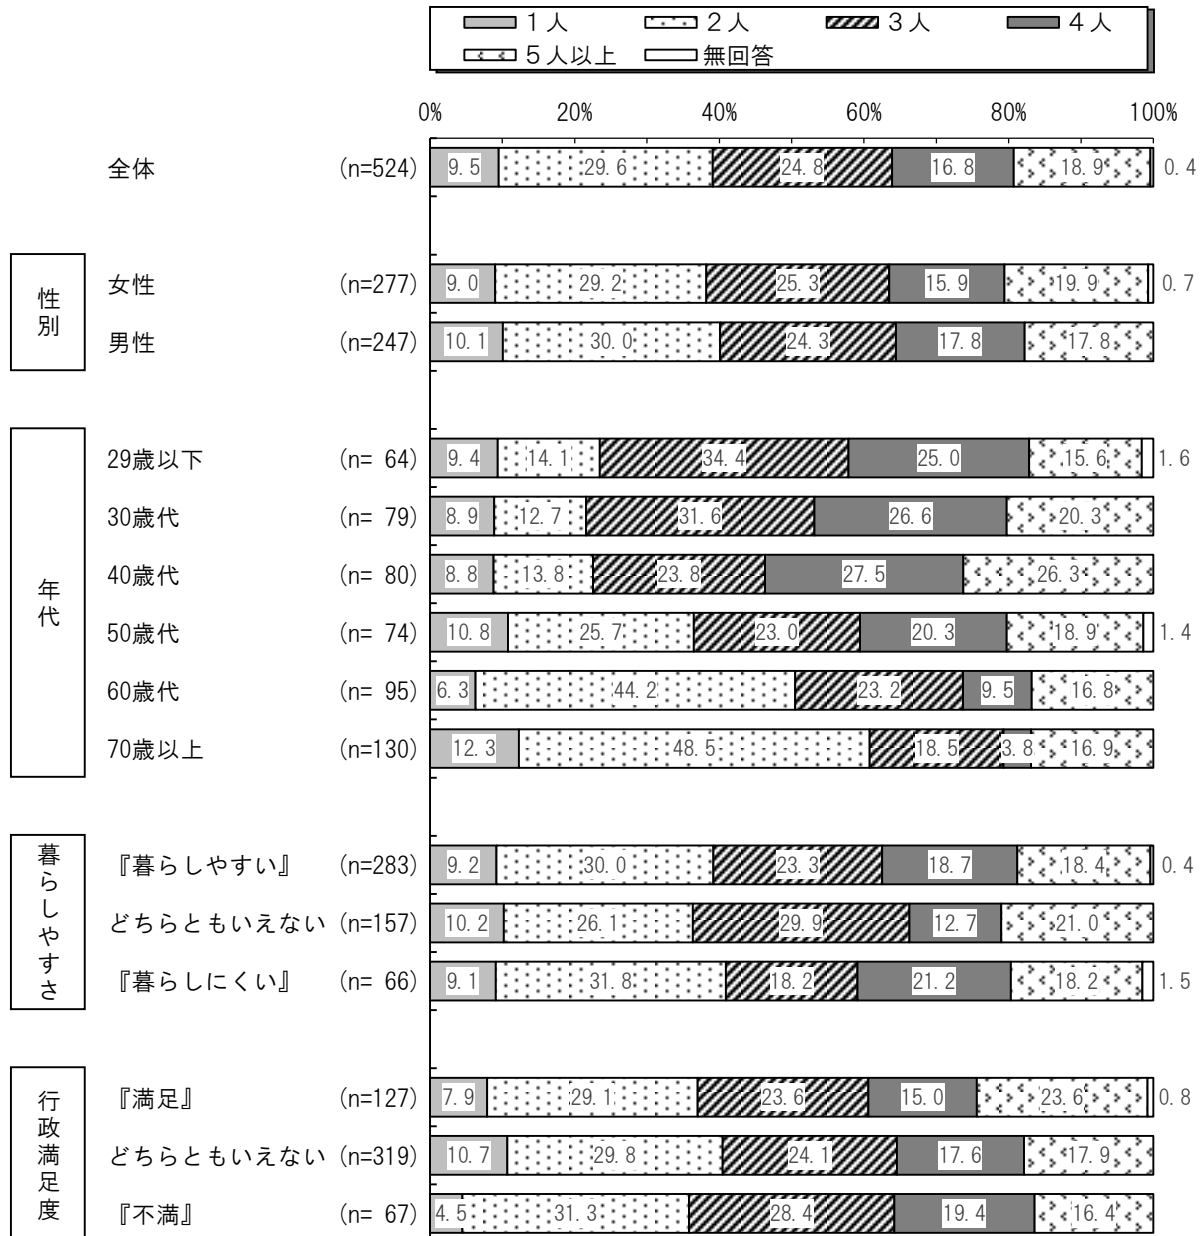 １人 ２人 ３人 ４人
５人以上 無回答
0% 20% 40% 60% 80% 100%
全体 (n=524) 9.5 29.6 24.8 16.8 18.9 0.4
性別
女性 (n=277) 9.0 29.2 25.3 15.9 19.9 0.7
男性 (n=247) 10.1 30.0 24.3 17.8 17.8
年代
29歳以下 (n= 64) 9.4 14.1 34.4 25.0 15.6 1.6
30歳代 (n= 79) 8.9 12.7 31.6 26.6 20.3
40歳代 (n= 80) 8.8 13.8 23.8 27.5 26.3
50歳代 (n= 74) 10.8 25.7 23.0 20.3 18.9 1.4
60歳代 (n= 95) 6.3 44.2 23.2 9.5 16.8
70歳以上 (n=130) 12.3 48.5 18.5 3.8 16.9
暮らしやすさ
『暮らしやすい』 (n=283) 9.2 30.0 23.3 18.7 18.4 0.4
どちらともいえない (n=157) 10.2 26.1 29.9 12.7 21.0
『暮らしにくい』 (n= 66) 9.1 31.8 18.2 21.2 18.2 1.5
行政満足度
『満足』 (n=127) 7.9 29.1 23.6 15.0 23.6 0.8
どちらともいえない (n=319) 10.7 29.8 24.1 17.6 17.9
『不満』 (n= 67) 4.5 31.3 28.4 19.4 16.4